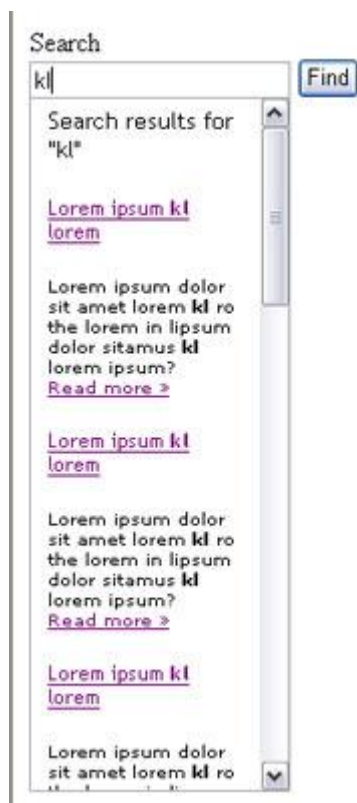 Search
kl
Find
Search results for
"kl"
Lorem ipsum kl
lorem
Lorem ipsum dolor
sit amet lorem kl ro
the lorem in lipsum
dolor sitamus kl
lorem ipsum?
Read more »
Lorem ipsum kl
lorem
Lorem ipsum dolor
sit amet lorem kl ro
the lorem in lipsum
dolor sitamus kl
lorem ipsum?
Read more »
Lorem ipsum kl
lorem
Lorem ipsum dolor
sit amet lorem kl ro